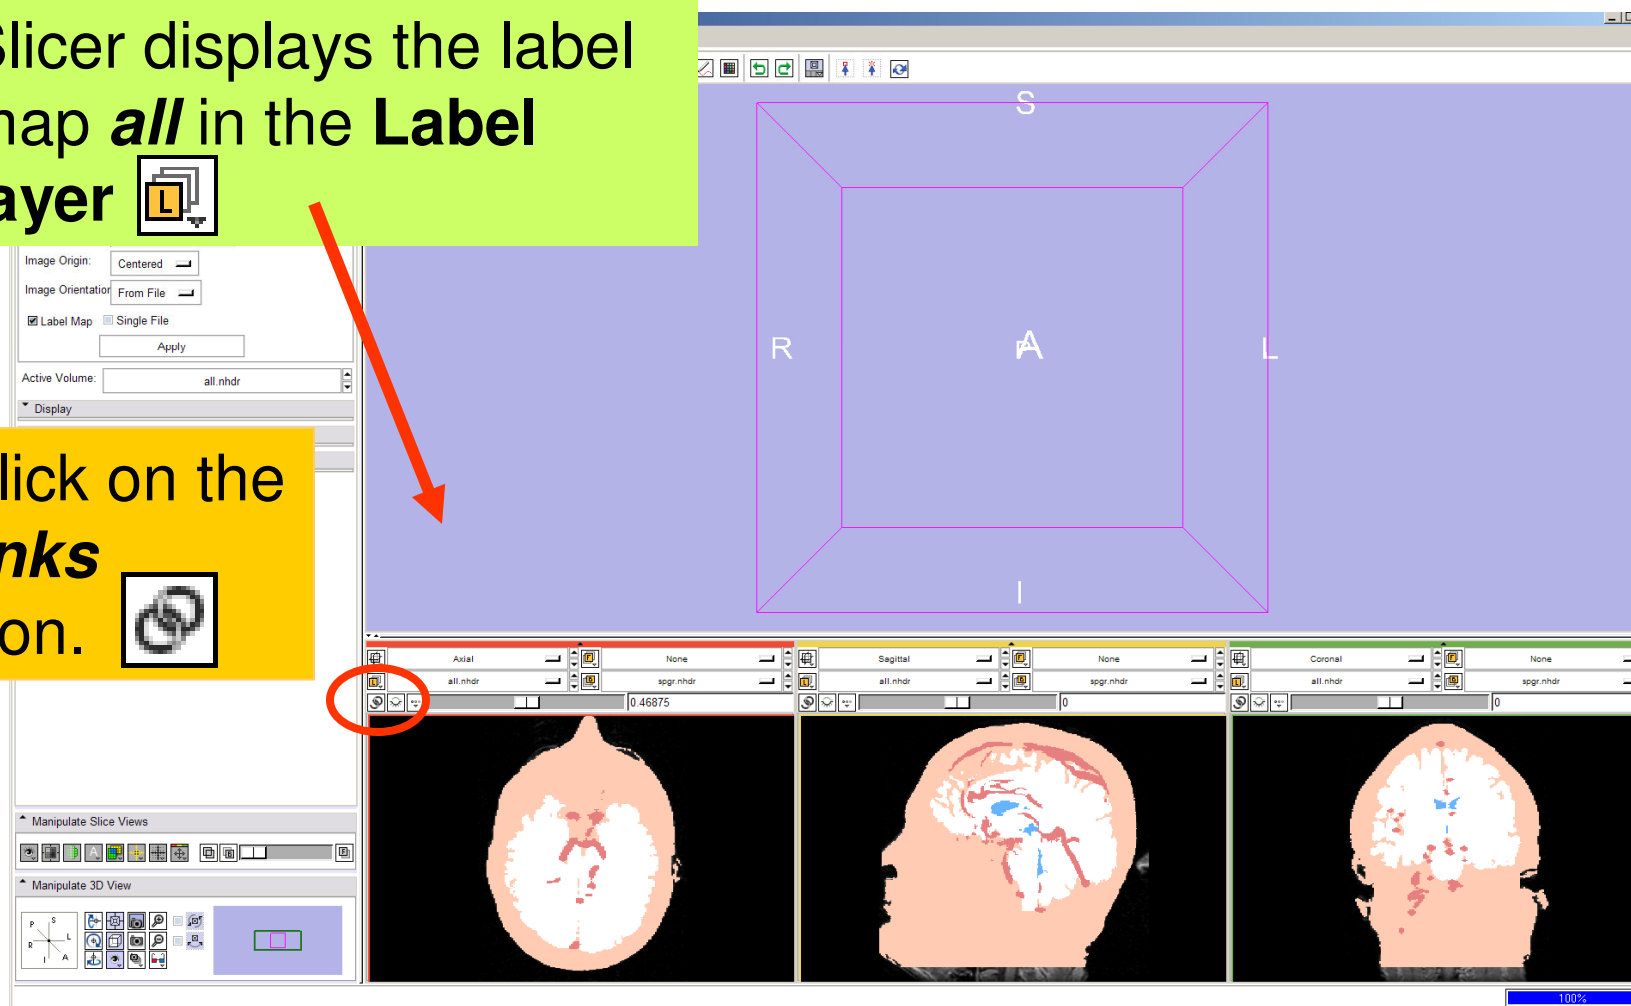 Slicer displays the label
map all in the Label
ayer L
Image Origin: Centered
Image Orientation From File
Label Map Single File
Apply
Active Volume: all.nhdr
Display
lick on the
nks
on.
S
R A P L
I
Axial F None
L all.nhdr B spgr.nhdr
0.46875
Sagittal F None
L all.nhdr B spgr.nhdr
0
Coronal F None
L all.nhdr B spgr.nhdr
0
Manipulate Slice Views
Manipulate 3D View
P S
R L
I A
100%